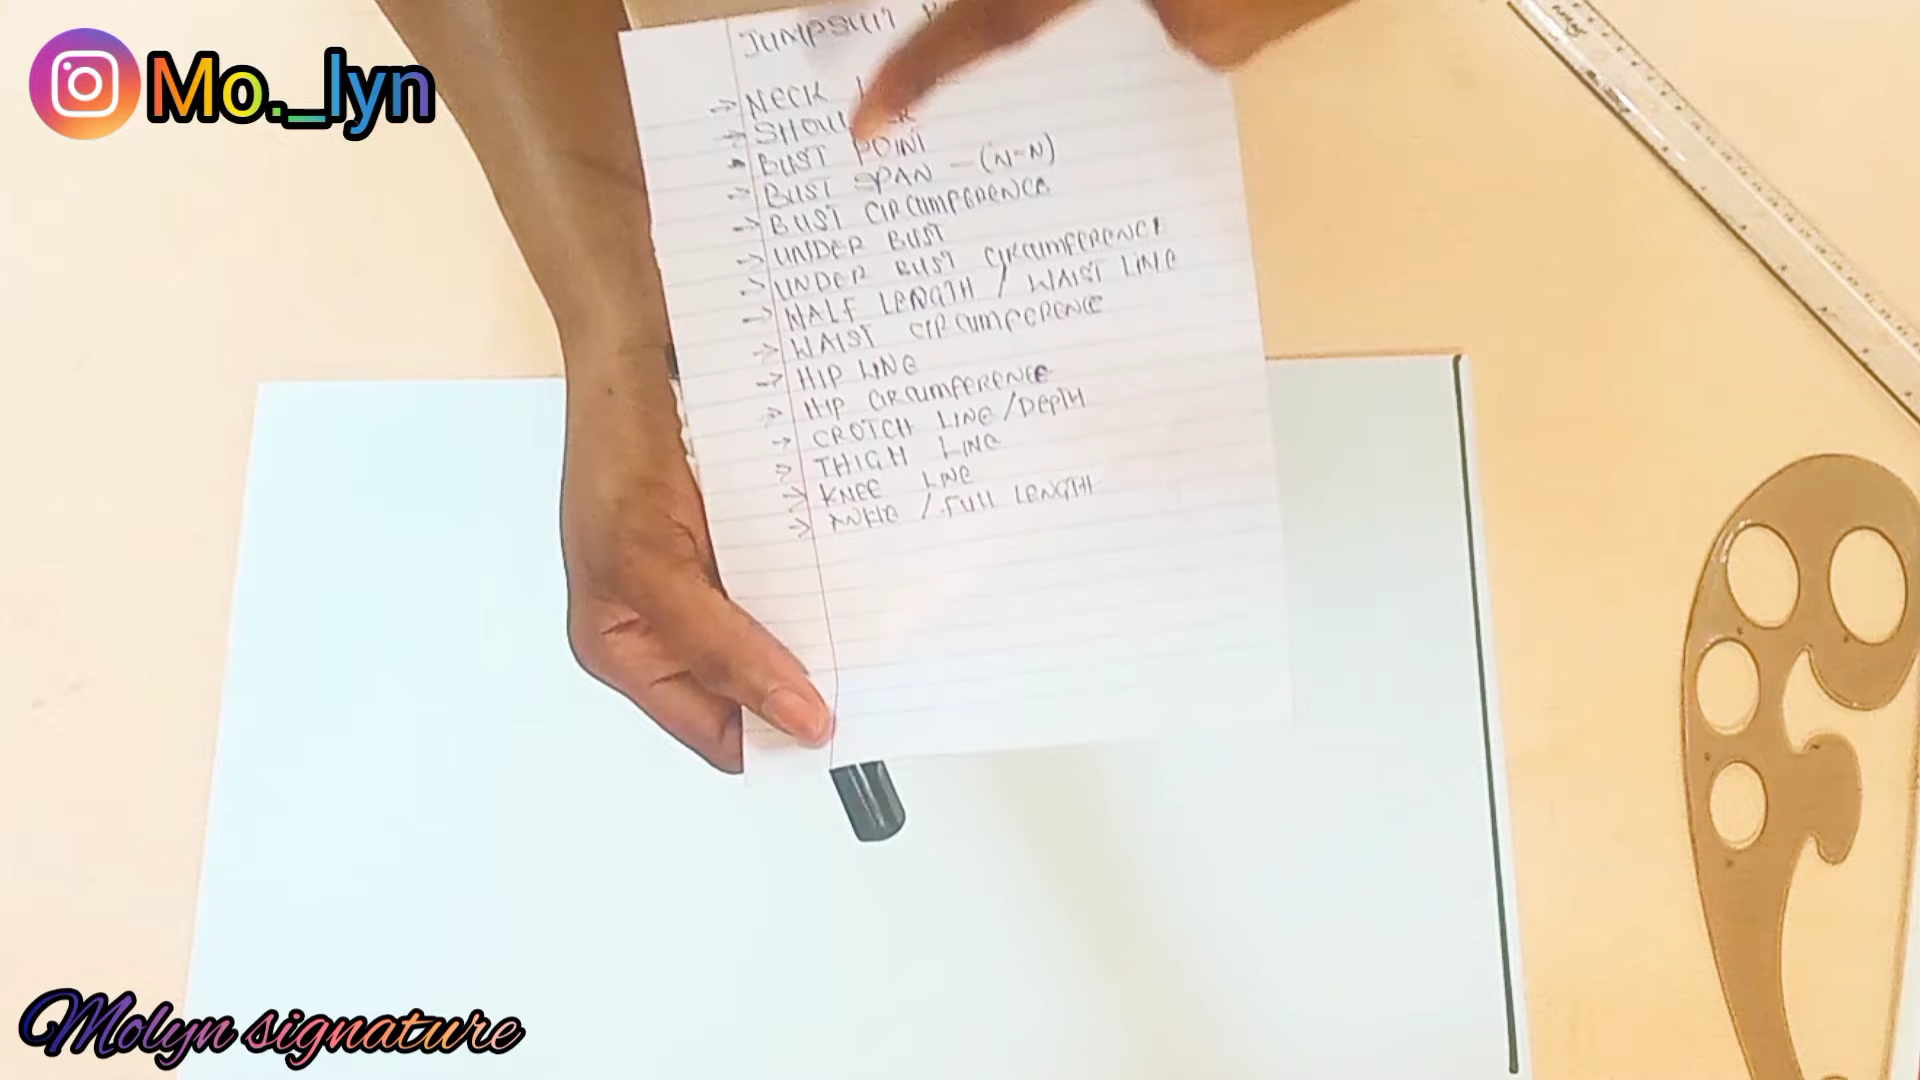 Mo._lyn
JUMPSUIT
→ NECK
→ SHOULDER
→ BUST POINT
→ BUST SPAN - (N-N)
→ BUST CIRCUMFERENCE
→ UNDER BUST
→ UNDER BUST CIRCUMFERENCE
→ HALF LENGTH / WAIST LINE
→ WAIST CIRCUMFERENCE
→ HIP LINE
→ HIP CIRCUMFERENCE
→ CROTCH LINE/DEPTH
→ THIGH LINE
→ KNEE LINE
→ ANKLE / FULL LENGTH
Molyn signature